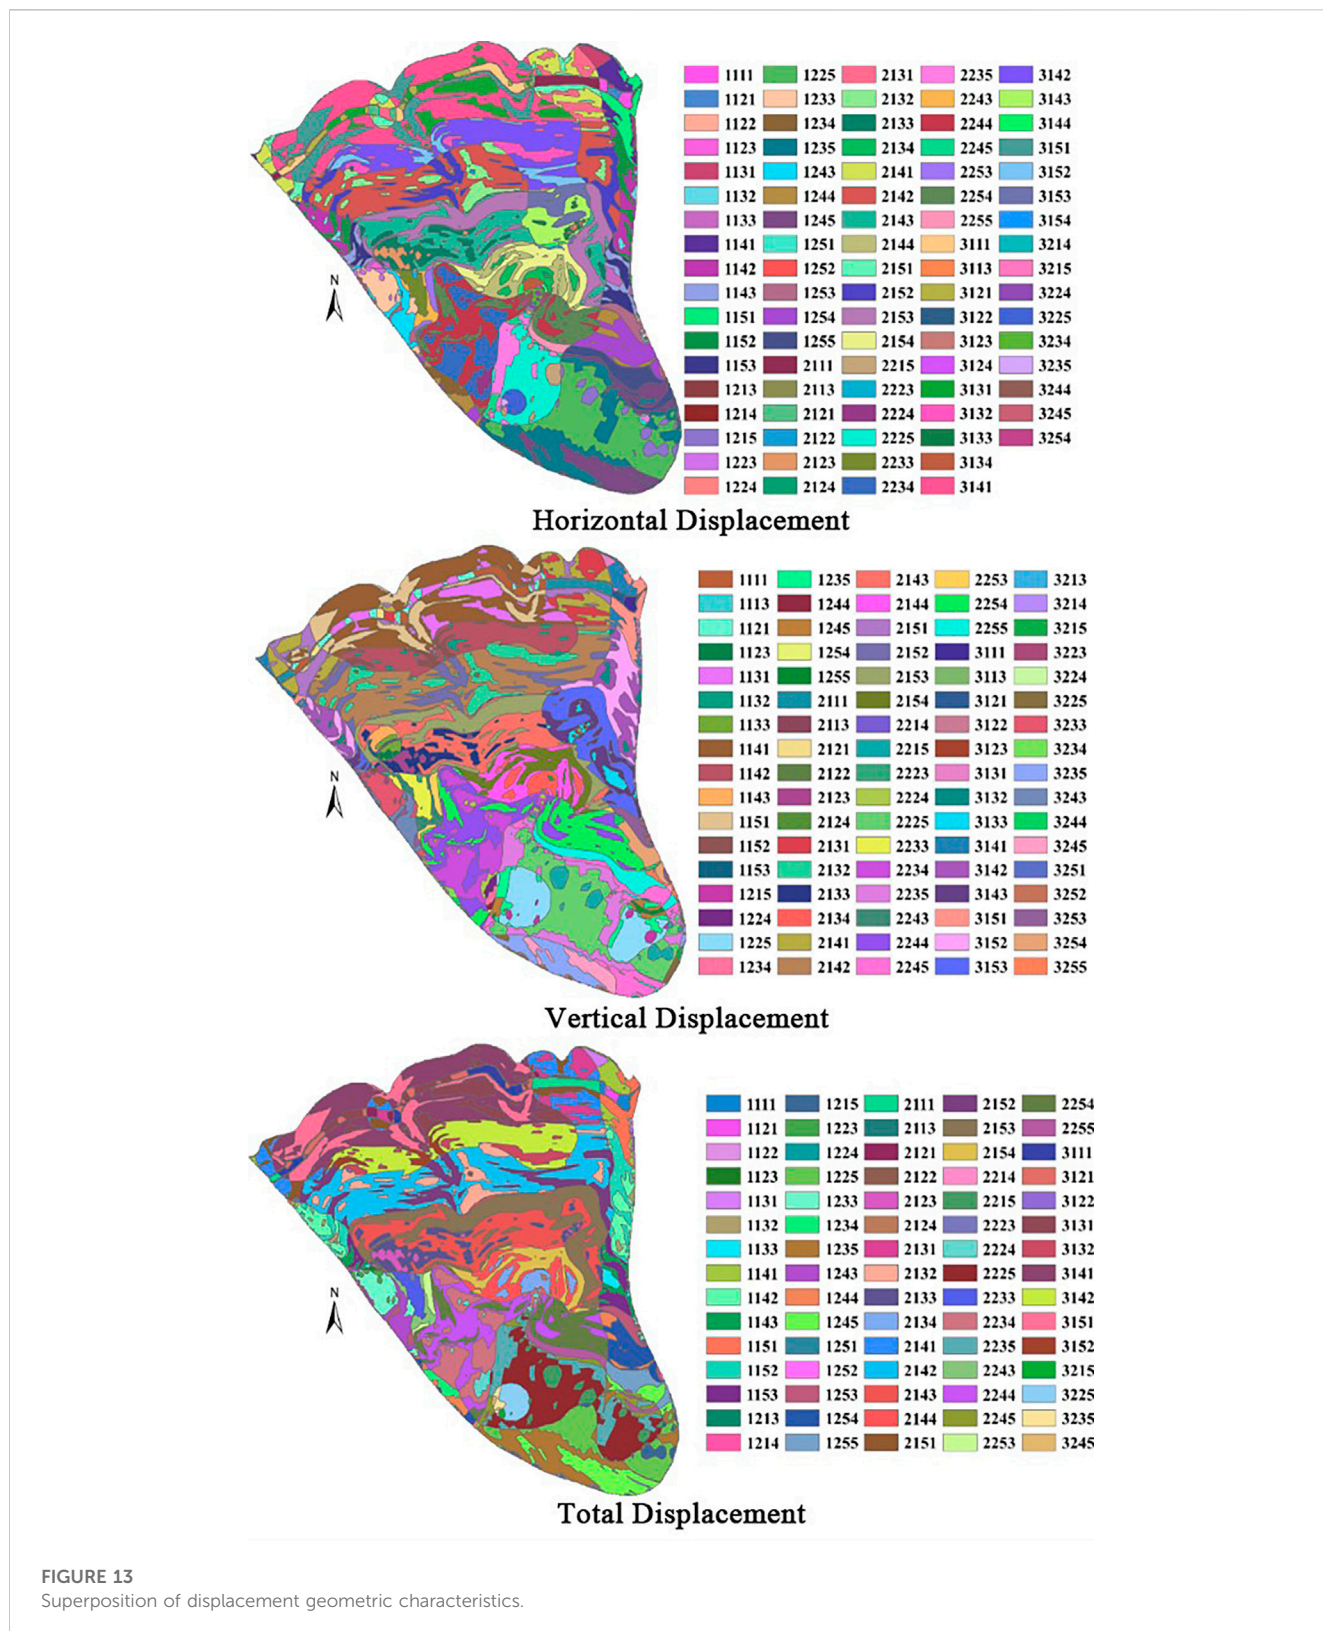 1111 1225 2131 2235 3142
1121 1233 2132 2243 3143
1122 1234 2133 2244 3144
1123 1235 2134 2245 3151
1131 1243 2141 2253 3152
1132 1244 2142 2254 3153
1133 1245 2143 2255 3154
1141 1251 2144 3111 3214
1142 1252 2151 3113 3215
N
1143 1253 2152 3121 3224
1151 1254 2153 3122 3225
1152 1255 2154 3123 3234
1153 2111 2215 3124 3235
1213 2113 2223 3131 3244
1214 2121 2224 3132 3245
1215 2122 2225 3133 3254
1223 2123 2233 3134
1224 2124 2234 3141
Horizontal Displacement
1111 1235 2143 2253 3213
1113 1244 2144 2254 3214
1121 1245 2151 2255 3215
1123 1254 2152 3111 3223
1131 1255 2153 3113 3224
1132 2111 2154 3121 3225
1133 2113 2214 3122 3233
1141 2121 2215 3123 3234
1142 2122 2223 3131 3235
N
1143 2123 2224 3132 3243
1151 2124 2225 3133 3244
1152 2131 2233 3141 3245
1153 2132 2234 3142 3251
1215 2133 2235 3143 3252
1224 2134 2243 3151 3253
1225 2141 2244 3152 3254
1234 2142 2245 3153 3255
Vertical Displacement
1111 1215 2111 2152 2254
1121 1223 2113 2153 2255
1122 1224 2121 2154 3111
1123 1225 2122 2214 3121
1131 1233 2123 2215 3122
1132 1234 2124 2223 3131
1133 1235 2131 2224 3132
1141 1243 2132 2225 3141
N
1142 1244 2133 2233 3142
1143 1245 2134 2234 3151
1151 1251 2141 2235 3152
1152 1252 2142 2243 3215
1153 1253 2143 2244 3225
1213 1254 2144 2245 3235
1214 1255 2151 2253 3245
Total Displacement
FIGURE 13
Superposition of displacement geometric characteristics.